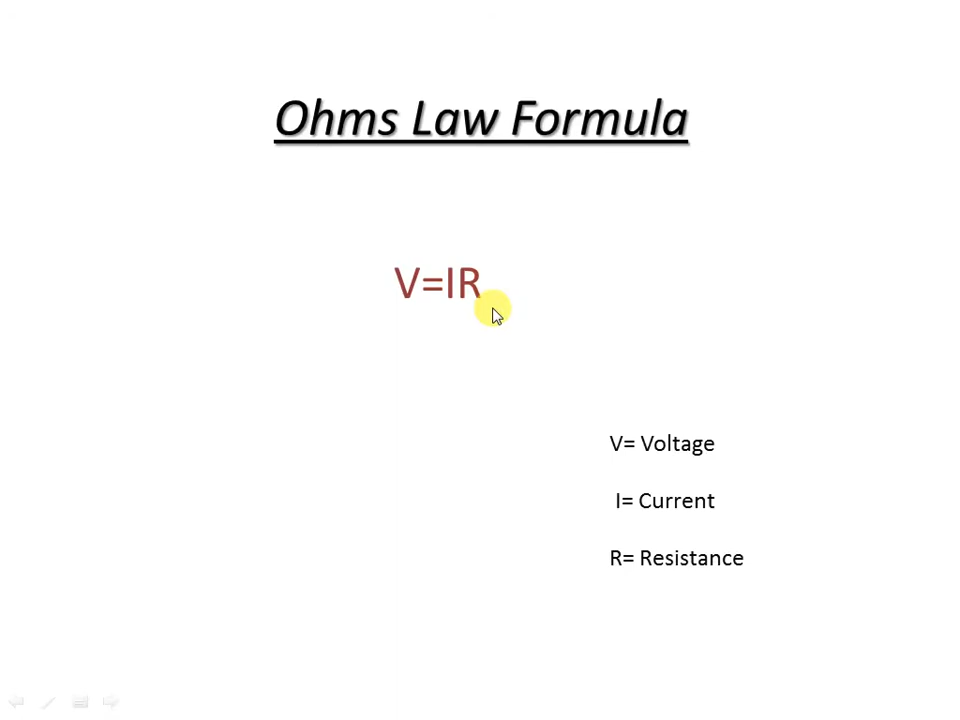 Ohms Law Formula
V=IR
V= Voltage
I= Current
R= Resistance